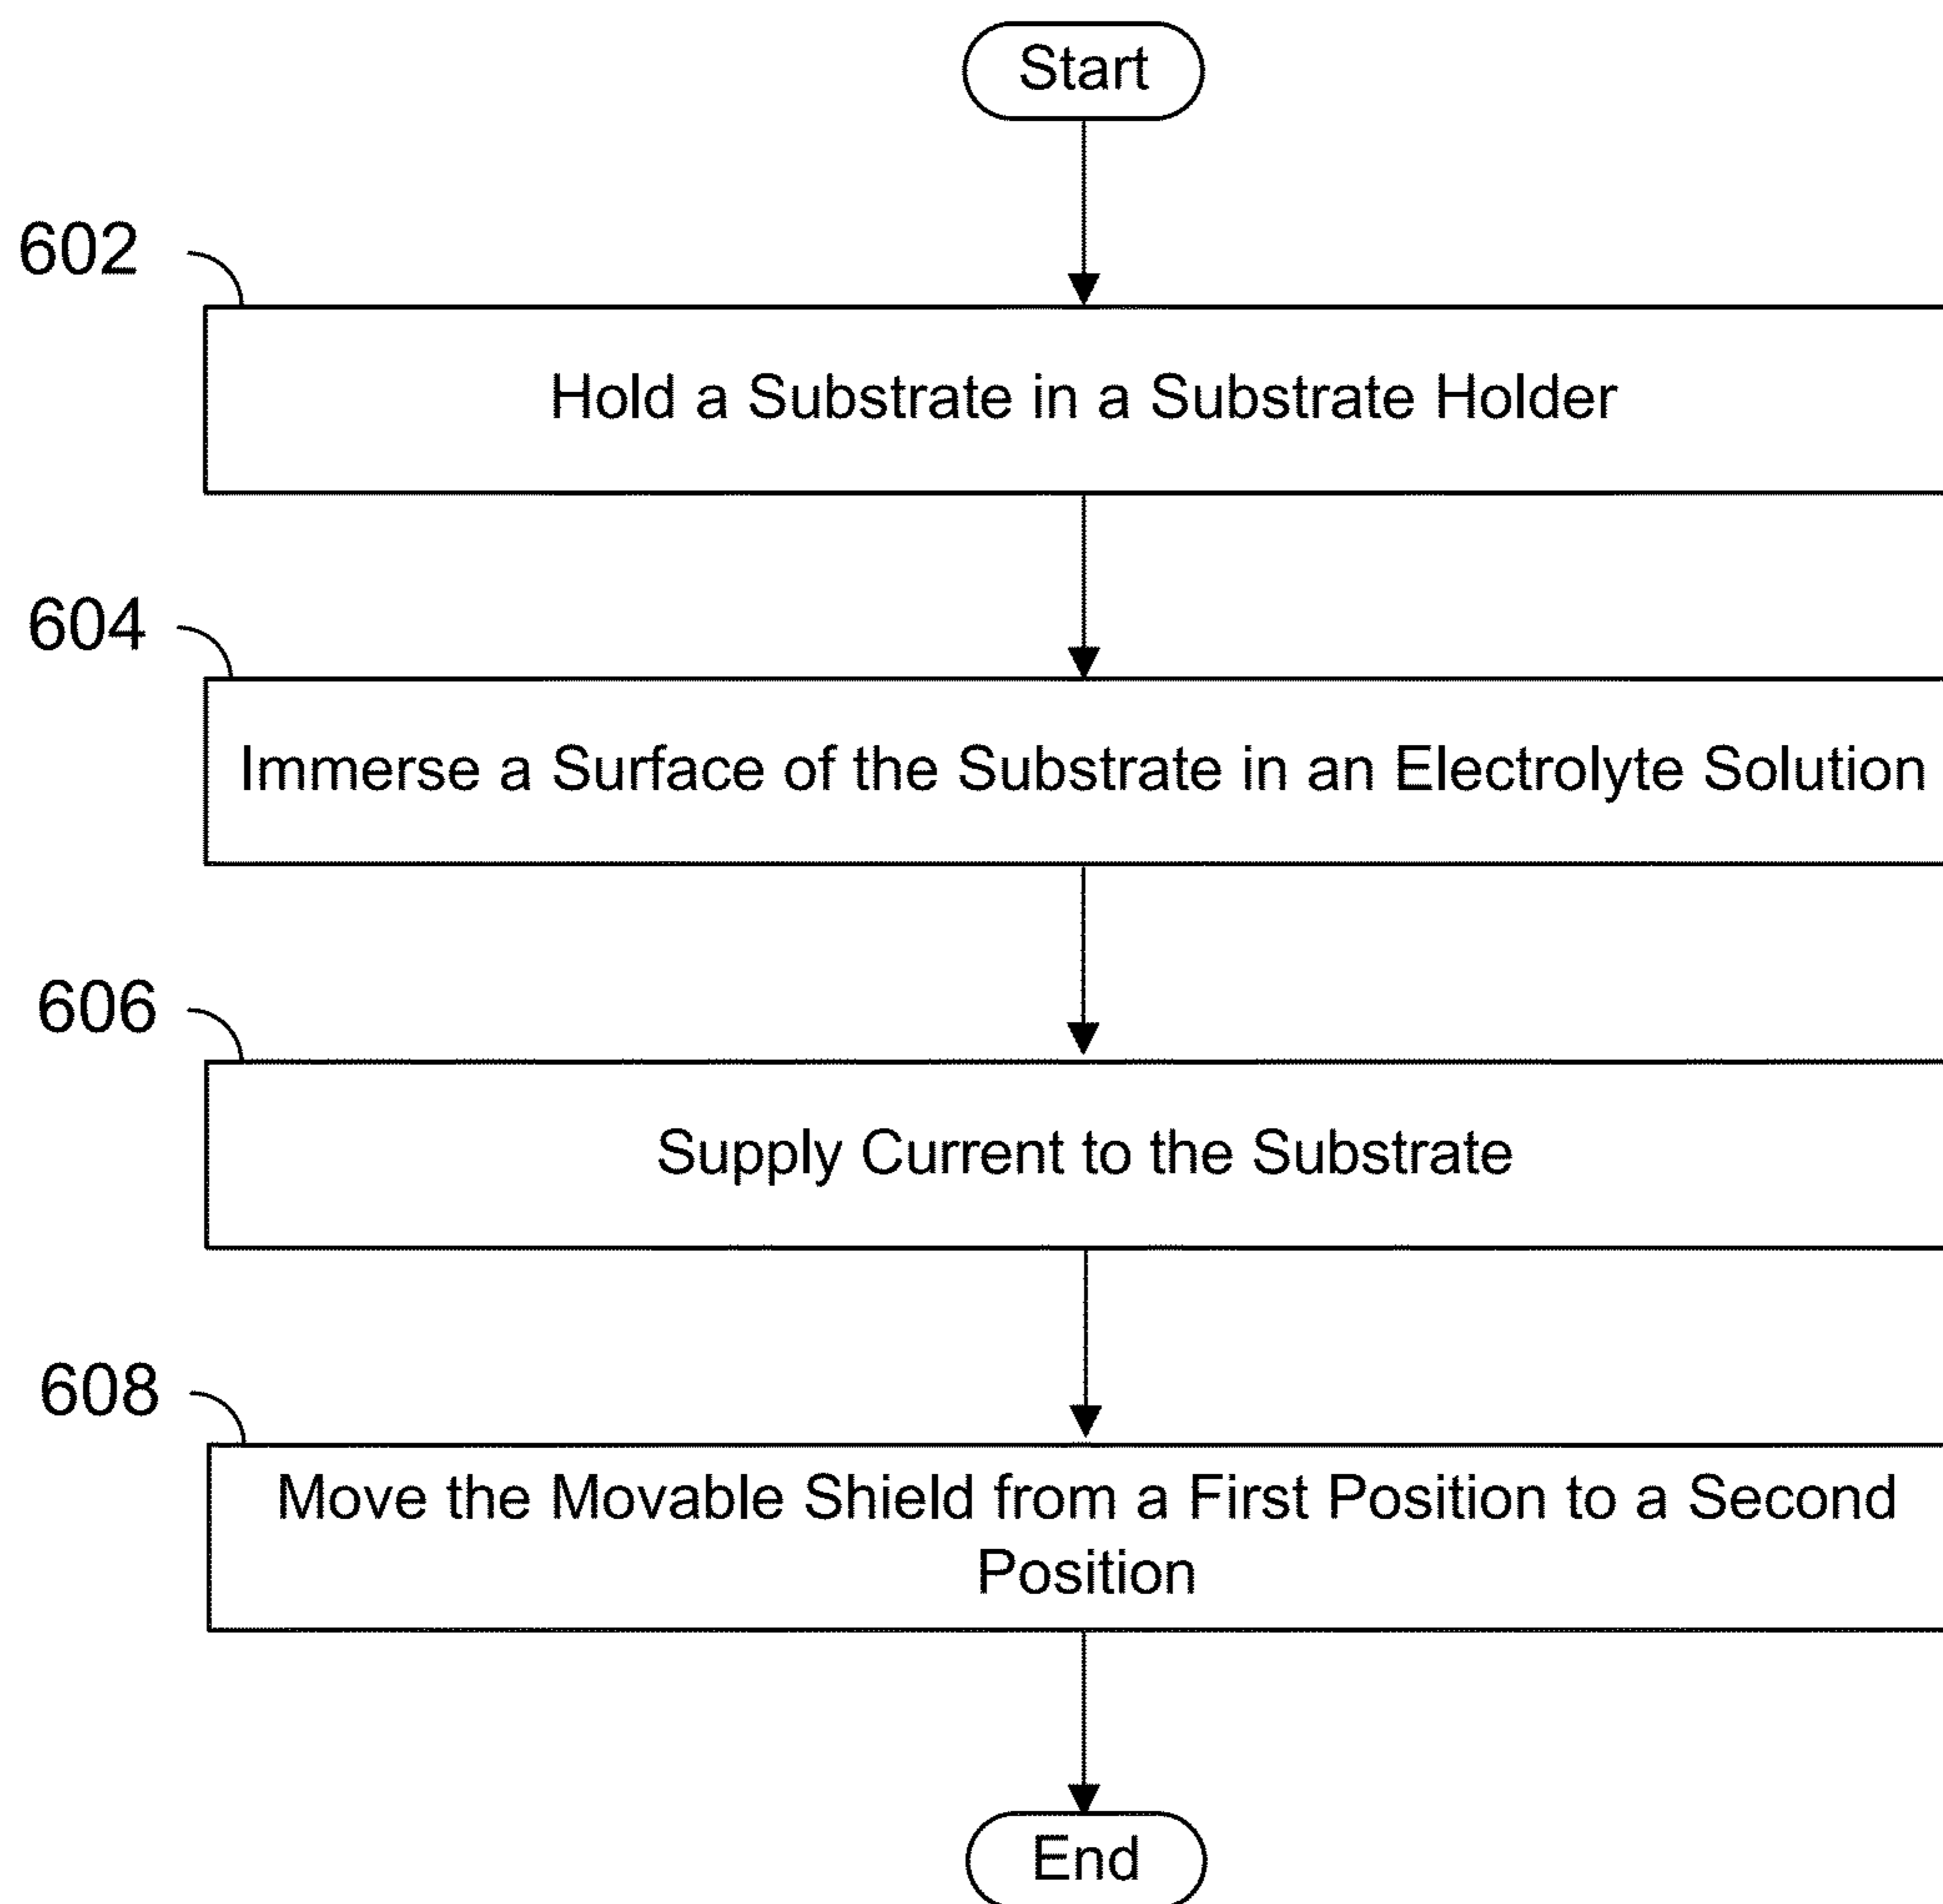 Start
602
Hold a Substrate in a Substrate Holder
604
Immerse a Surface of the Substrate in an Electrolyte Solution
606
Supply Current to the Substrate
608
Move the Movable Shield from a First Position to a Second
Position
End